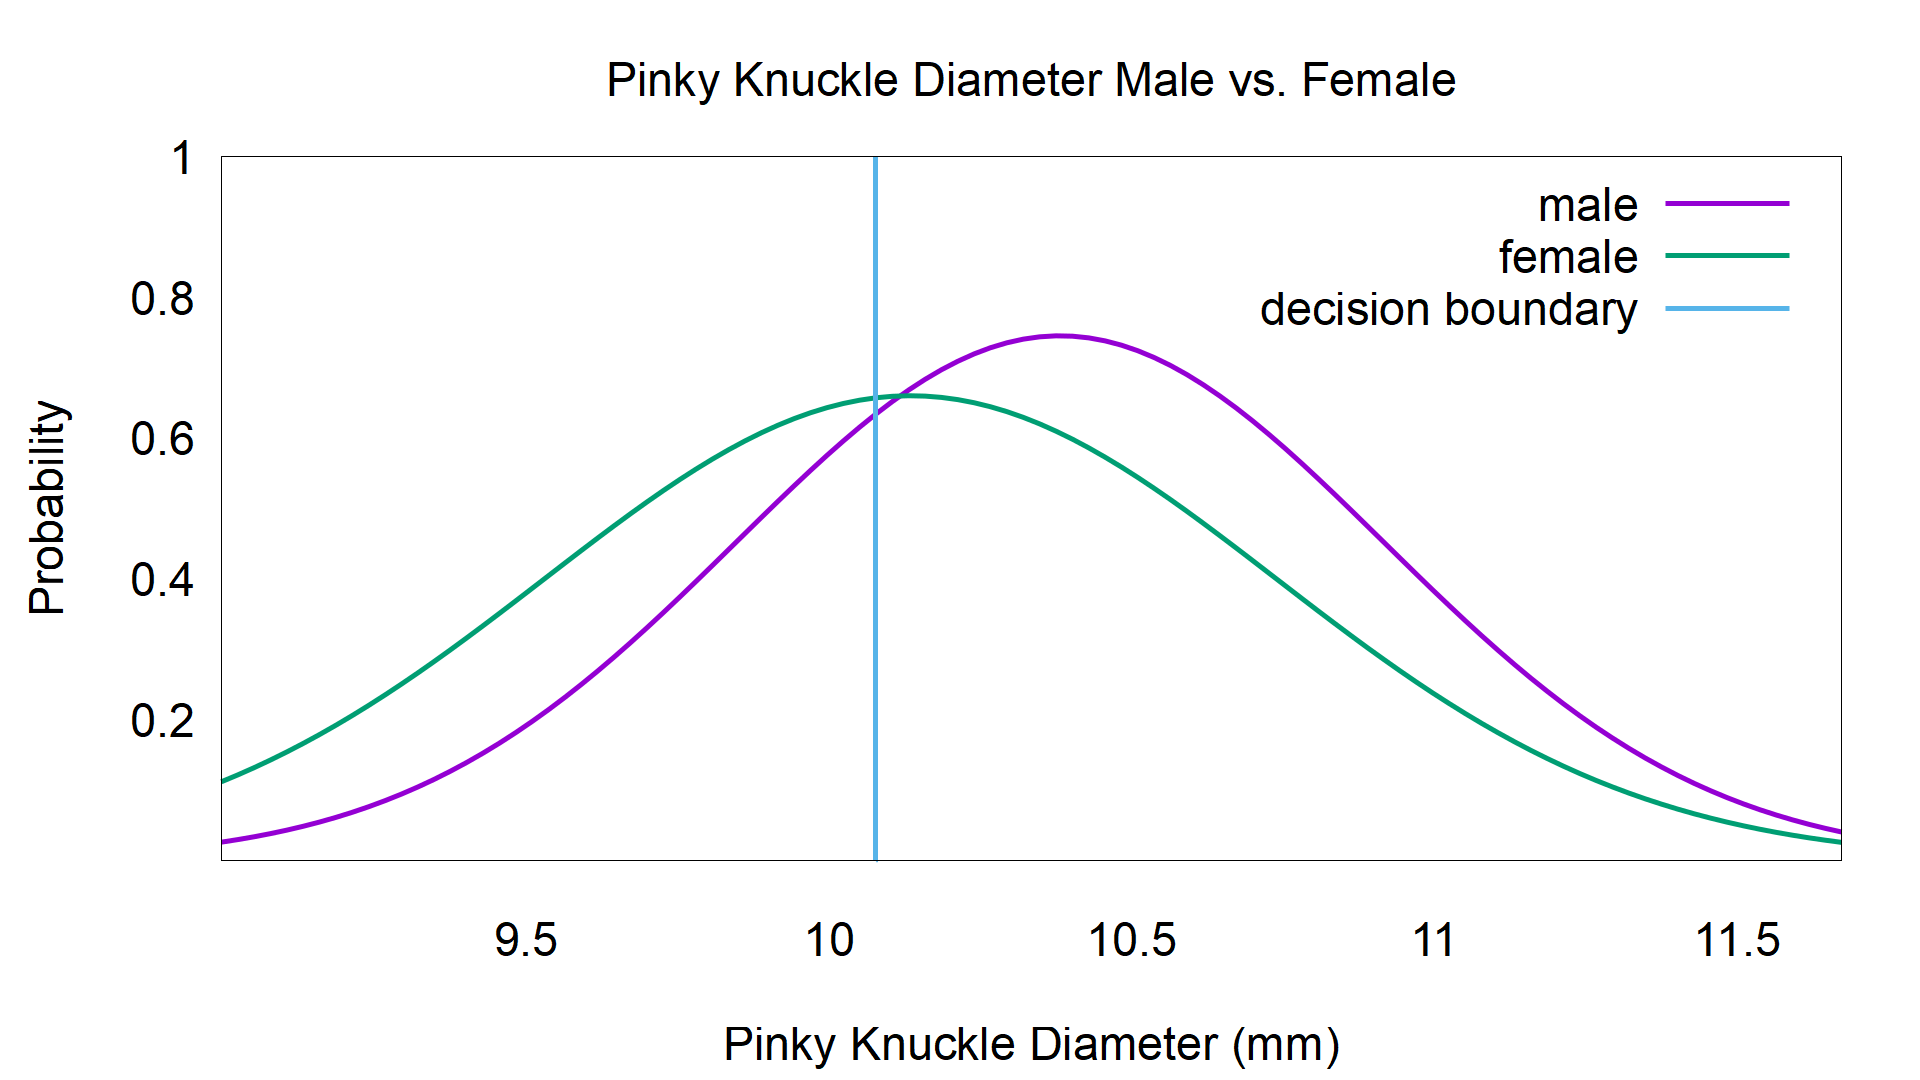 Pinky Knuckle Diameter Male vs. Female
1
0.8
0.6
0.4
0.2
Probability
male
female
decision boundary
9.5 10 10.5 11 11.5
Pinky Knuckle Diameter (mm)